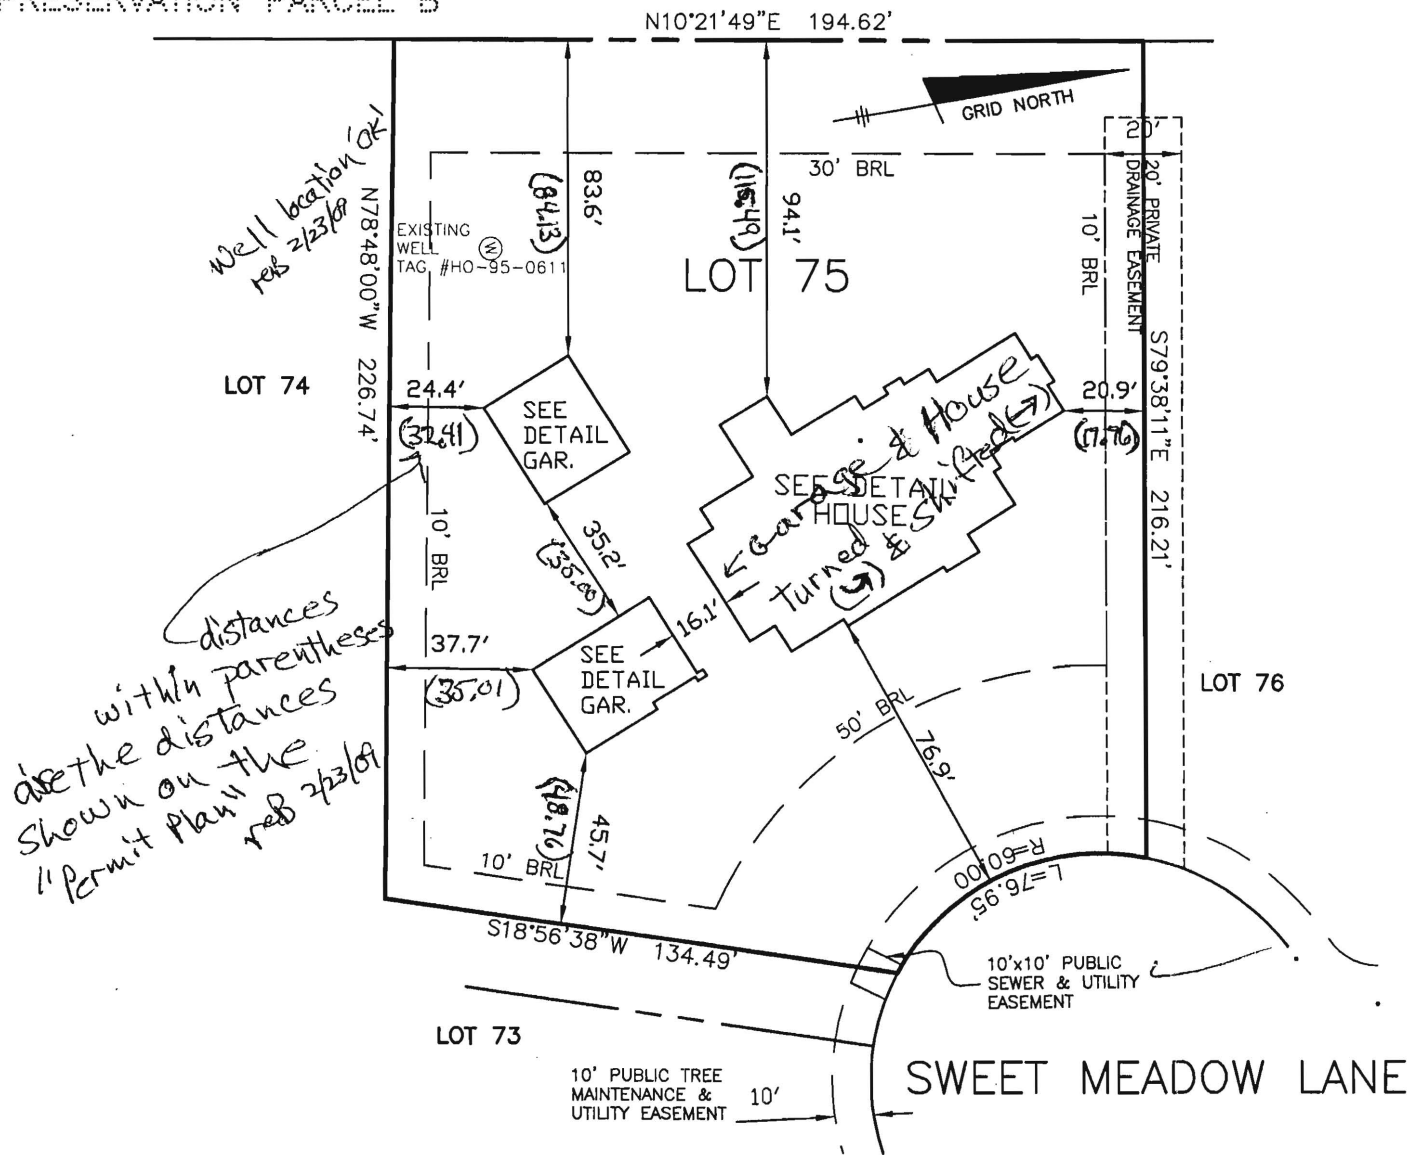 PRESERVATION PARCEL B
N10°21'49"E 194.62'
GRID NORTH
Well location 'OK'
reB 2/23/09
N78°48'00"W 226.74'
EXISTING
WELL
TAG #HO-95-0611
W
83.6'
(84.13)
94.1'
(115.49)
30' BRL
20'
20' PRIVATE
DRAINAGE EASEMENT
10' BRL
LOT 75
LOT 74
24.4'
(32.41)
SEE
DETAIL
GAR.
20.9'
(17.76)
S79°38'11"E 216.21'
SEE DETAIL
HOUSE
← Garage & House
turned & Shifted (→)
(↗)
10' BRL
35.2'
(35.00)
16.1'
distances
within parentheses
are the distances
shown on the
"Permit Plan"
reB 2/23/09
37.7'
(35.01)
SEE
DETAIL
GAR.
50' BRL
76.9'
LOT 76
45.7'
(48.76)
10' BRL
S18°56'38"W 134.49'
R=60.00
L=76.95'
10'x10' PUBLIC
SEWER & UTILITY
EASEMENT
LOT 73
10' PUBLIC TREE
MAINTENANCE &
UTILITY EASEMENT
10'
SWEET MEADOW LANE